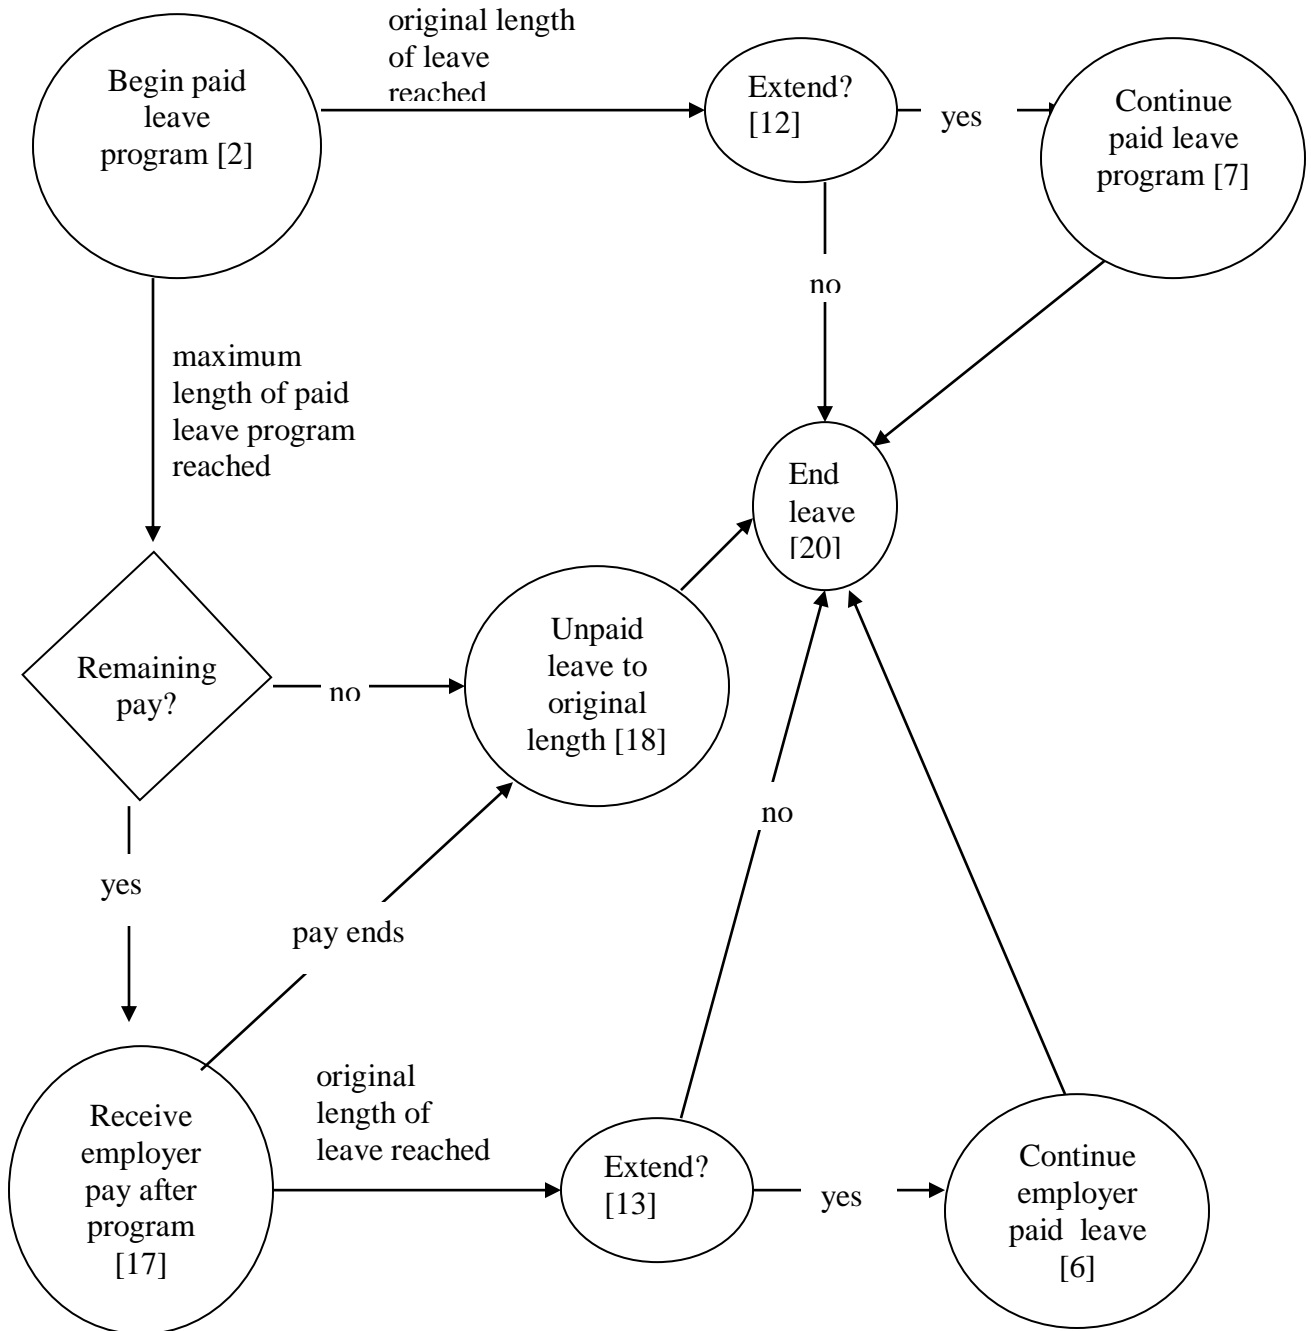 original length
of leave
reached
Begin paid
leave
program [2]
Extend?
[12]
yes
Continue
paid leave
program [7]
no
maximum
length of paid
leave program
reached
End
leave
[20]
Remaining
pay?
no
Unpaid
leave to
original
length [18]
no
yes
pay ends
original
length of
leave reached
Receive
employer
pay after
program
[17]
Extend?
[13]
yes
Continue
employer
paid leave
[6]